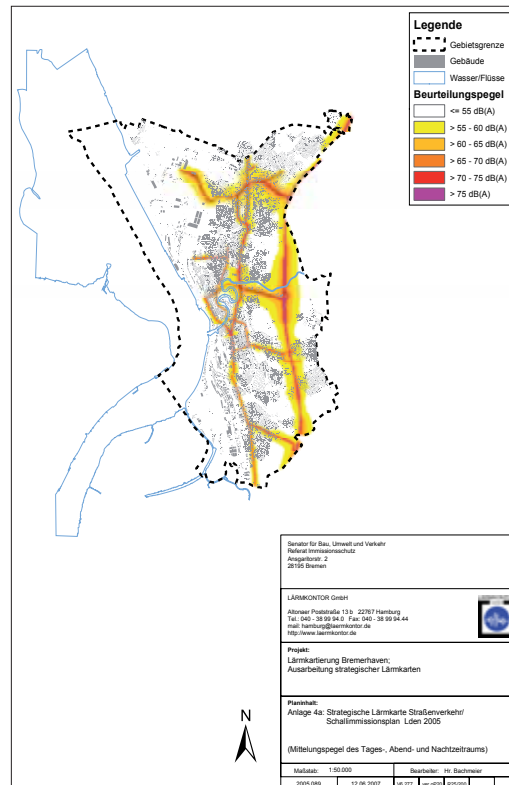 Legende
Gebietsgrenze
Gebäude
Wasser/Flüsse
Beurteilungspegel
<= 55 dB(A)
> 55 - 60 dB(A)
> 60 - 65 dB(A)
> 65 - 70 dB(A)
> 70 - 75 dB(A)
> 75 dB(A)
Senator für Bau, Umwelt und Verkehr
Referat Immissionsschutz
Ansgaritorstr. 2
28195 Bremen
LÄRMKONTOR GmbH
Altonaer Poststraße 13 b 22767 Hamburg
Tel.: 040 - 38 99 94.0 Fax: 040 - 38 99 94.44
mail: hamburg@laermkontor.de
http://www.laermkontor.de
Projekt:
Lärmkartierung Bremerhaven;
Ausarbeitung strategischer Lärmkarten
Planinhalt:
Anlage 4a: Strategische Lärmkarte Straßenverkehr/
Schallimmissionsplan Lden 2005
(Mittelungspegel des Tages-, Abend- und Nachtzeitraums)
N
Maßstab: 1:50.000 Bearbeiter: Hr. Bachmeier
2005.089 12.06.2007